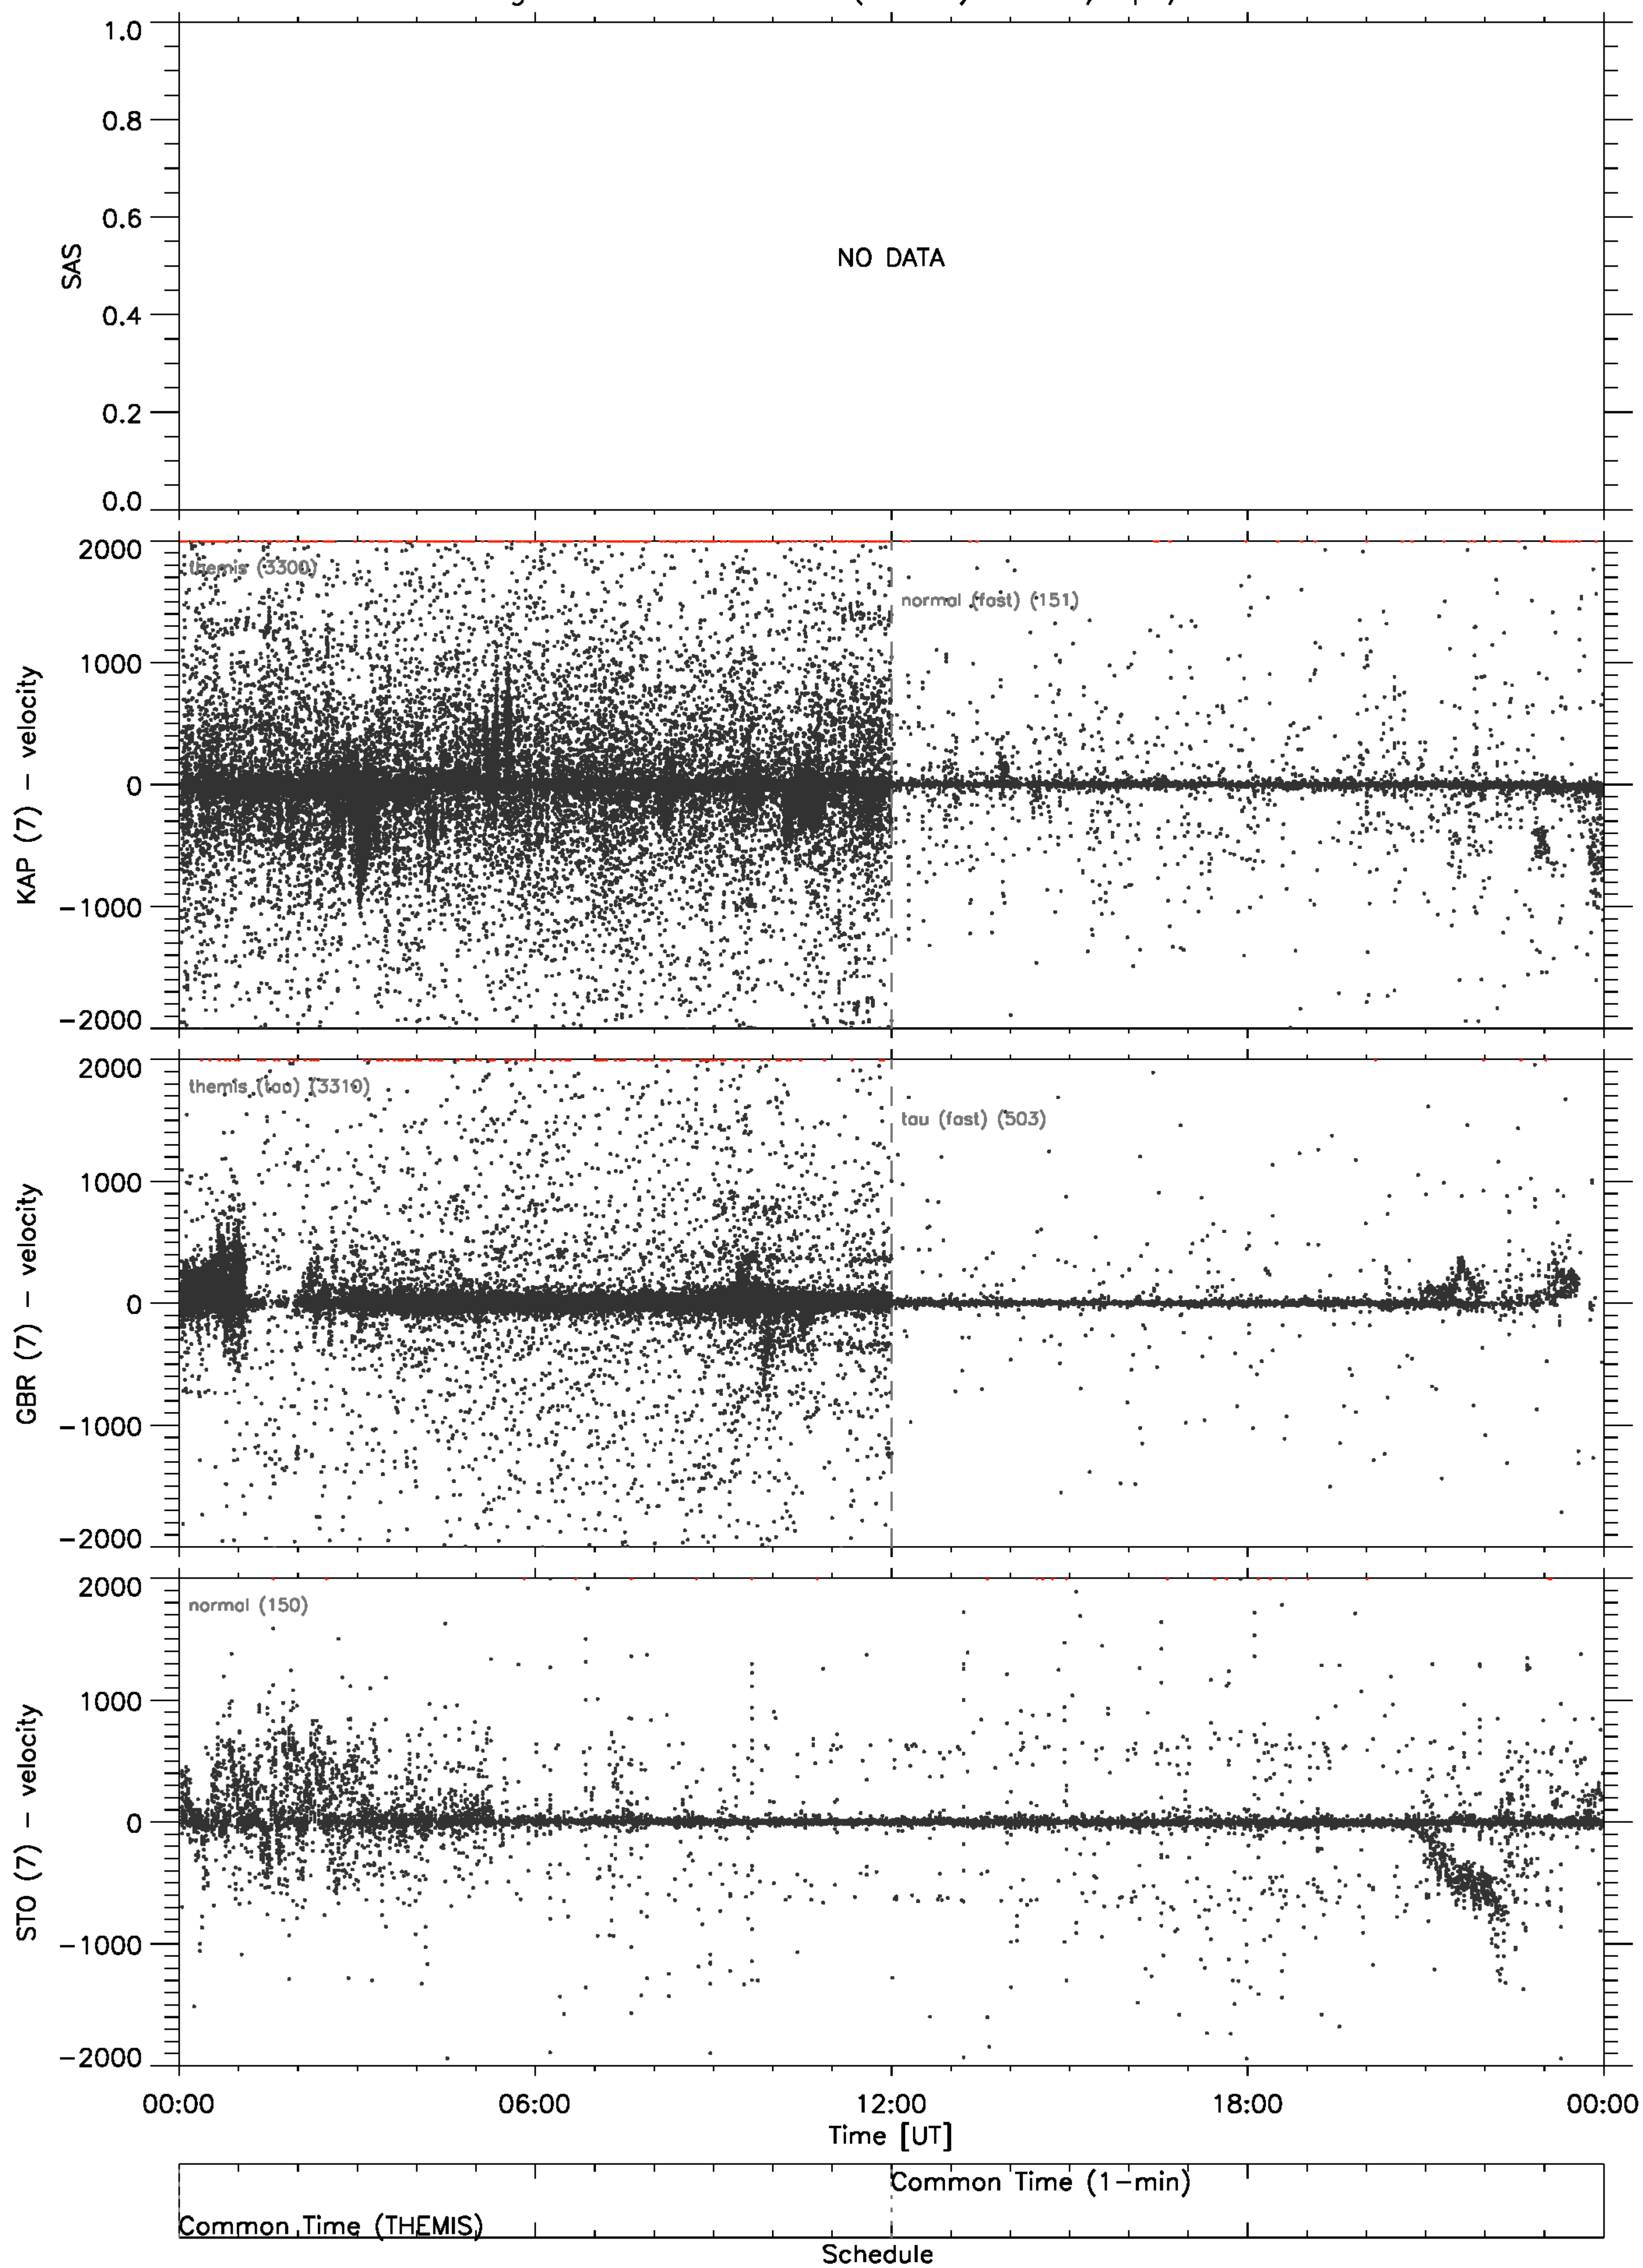 1.0
0.8
0.6
0.4
0.2
0.0
SAS
NO DATA
2000
1000
0
-1000
-2000
KAP (7) - velocity
themis (3300)
normal (fast) (151)
2000
1000
0
-1000
-2000
GBR (7) - velocity
themis (tau) (3310)
tau (fast) (503)
2000
1000
0
-1000
-2000
STO (7) - velocity
normal (150)
00:00 06:00 12:00 18:00 00:00
Time [UT]
Common Time (1-min)
Common Time (THEMIS)
Schedule